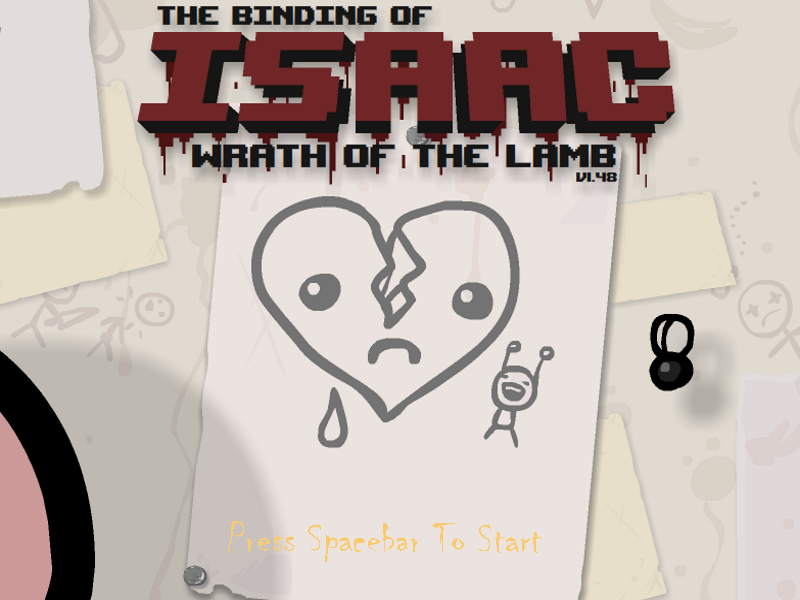 THE BINDING OF
ISAAC
WRATH OF THE LAMB
V1.48
Press Spacebar To Start